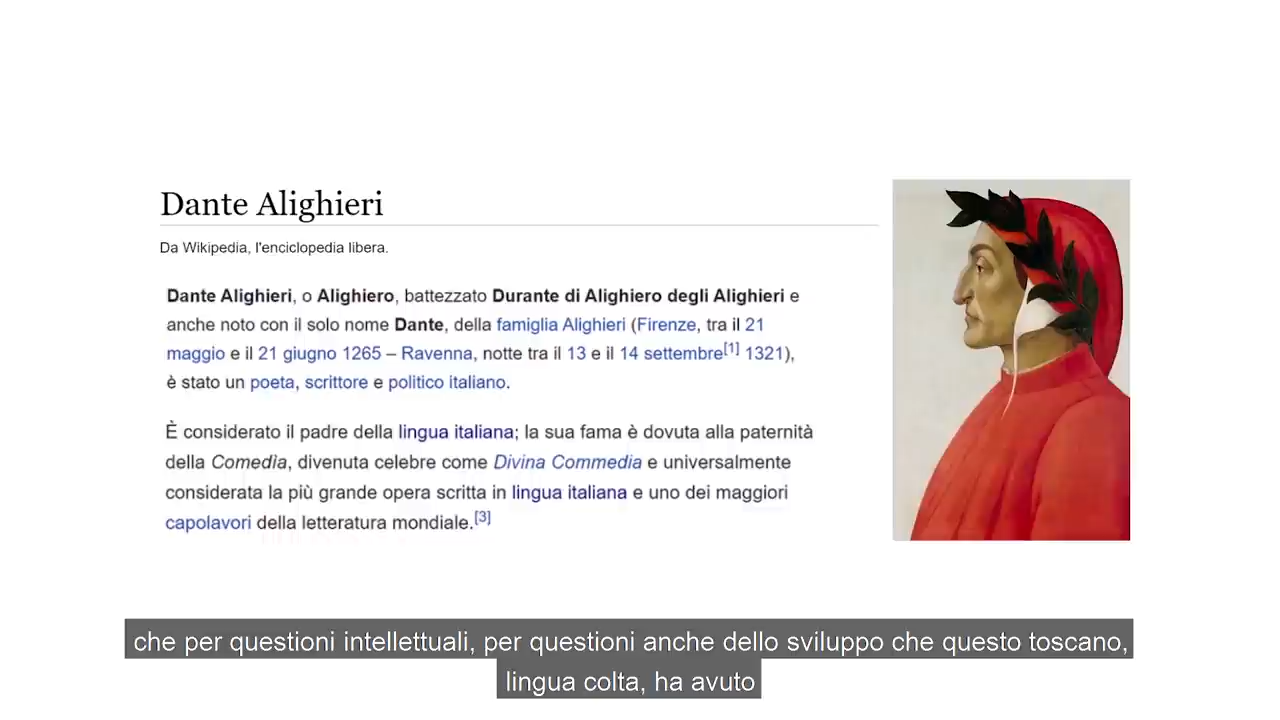 Dante Alighieri
Da Wikipedia, l'enciclopedia libera.
Dante Alighieri, o Alighiero, battezzato Durante di Alighiero degli Alighieri e
anche noto con il solo nome Dante, della famiglia Alighieri (Firenze, tra il 21
maggio e il 21 giugno 1265 – Ravenna, notte tra il 13 e il 14 settembre[1] 1321),
è stato un poeta, scrittore e politico italiano.
È considerato il padre della lingua italiana; la sua fama è dovuta alla paternità
della Comedia, divenuta celebre come Divina Commedia e universalmente
considerata la più grande opera scritta in lingua italiana e uno dei maggiori
capolavori della letteratura mondiale.[3]
che per questioni intellettuali, per questioni anche dello sviluppo che questo toscano,
lingua colta, ha avuto